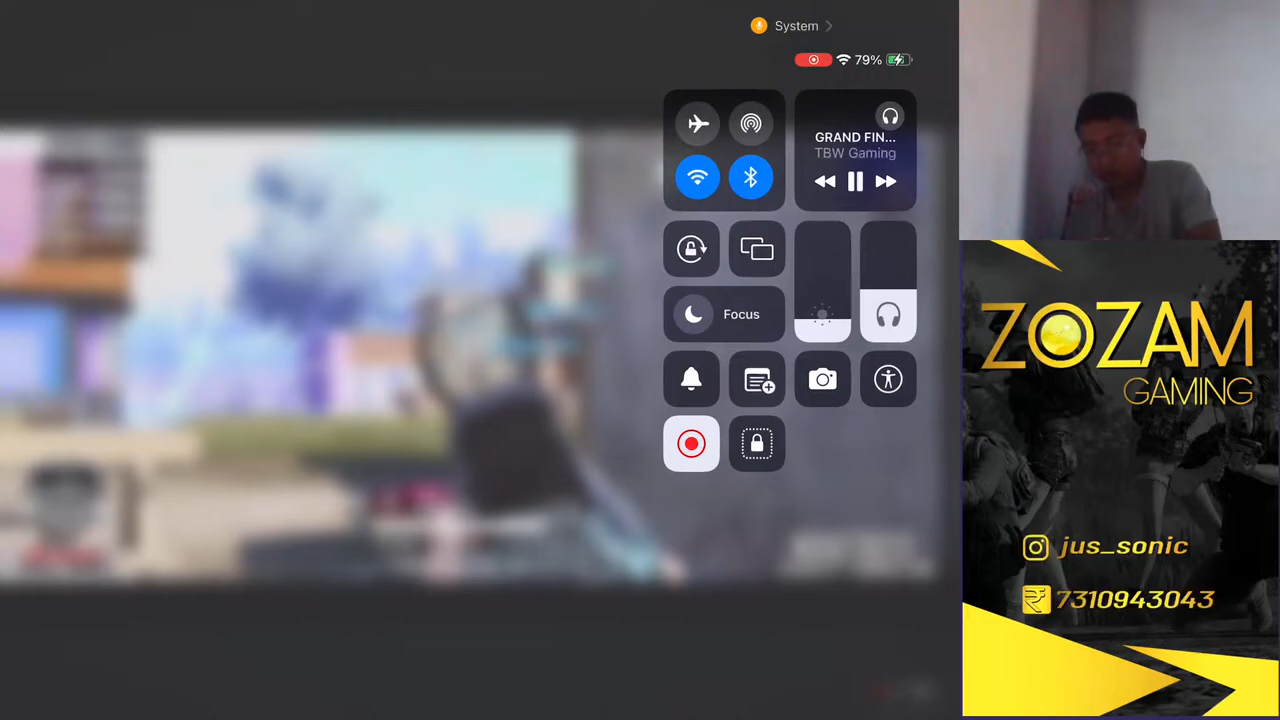 System
79%
GRAND FIN...
TBW Gaming
Focus
ZOZAM
GAMING
jus_sonic
7310943043